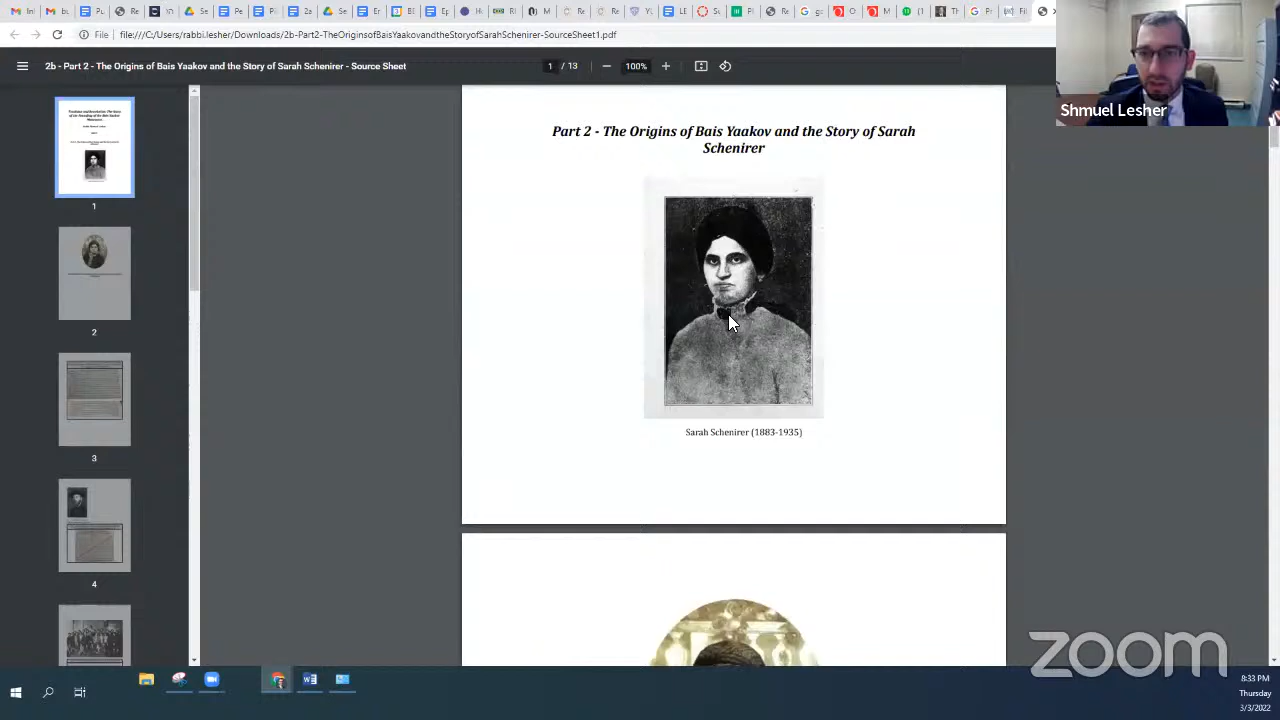 File
file:///C:/Users/rabbi.lesher/Downloads/2b-Part2-TheOriginsofBaisYaakovandtheStoryofSarahSchenirer-SourceSheet1.pdf
2b - Part 2 - The Origins of Bais Yaakov and the Story of Sarah Schenirer - Source Sheet
1 / 13
100%
Shmuel Lesher
Part 2 - The Origins of Bais Yaakov and the Story of Sarah
Schenirer
Sarah Schenirer (1883-1935)
1
2
3
4
zoom
8:33 PM
Thursday
3/3/2022